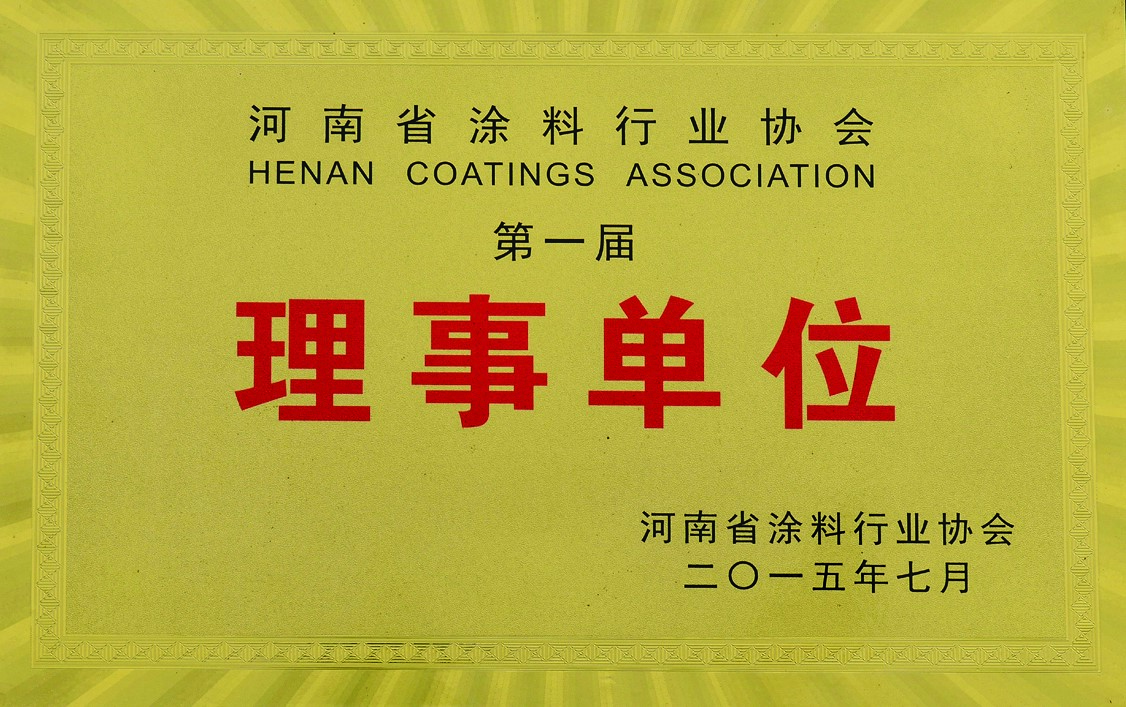 河南省涂料行业协会
HENAN COATINGS ASSOCIATION
第一届
理事单位
河南省涂料行业协会
二〇一五年七月